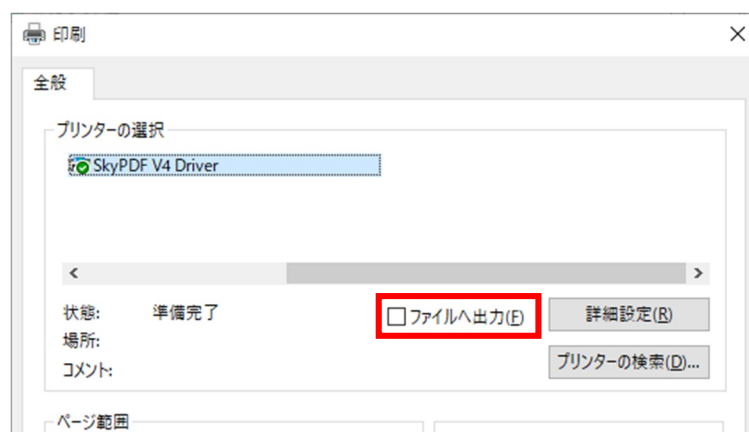 印刷
全般
プリンターの選択
SkyPDF V4 Driver
状態: 準備完了
ファイルへ出力(F)
詳細設定(R)
場所:
コメント:
プリンターの検索(D)...
ページ範囲